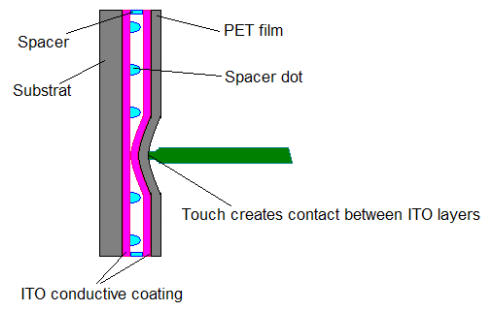 PET film
Spacer
Spacer dot
Substrat
Touch creates contact between ITO layers
ITO conductive coating